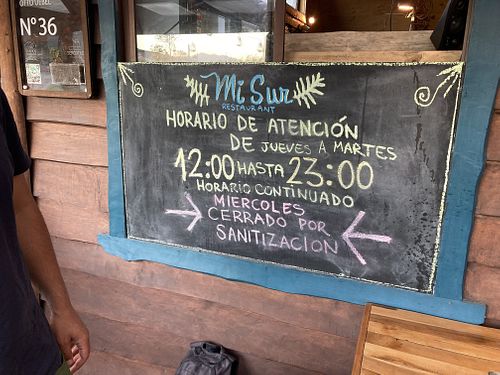 N°36
Mi Sur
RESTAURANT
HORARIO DE ATENCIÓN
DE JUEVES A MARTES
12:00 HASTA 23:00
HORARIO CONTINUADO
MIERCOLES
CERRADO POR
SANITIZACION